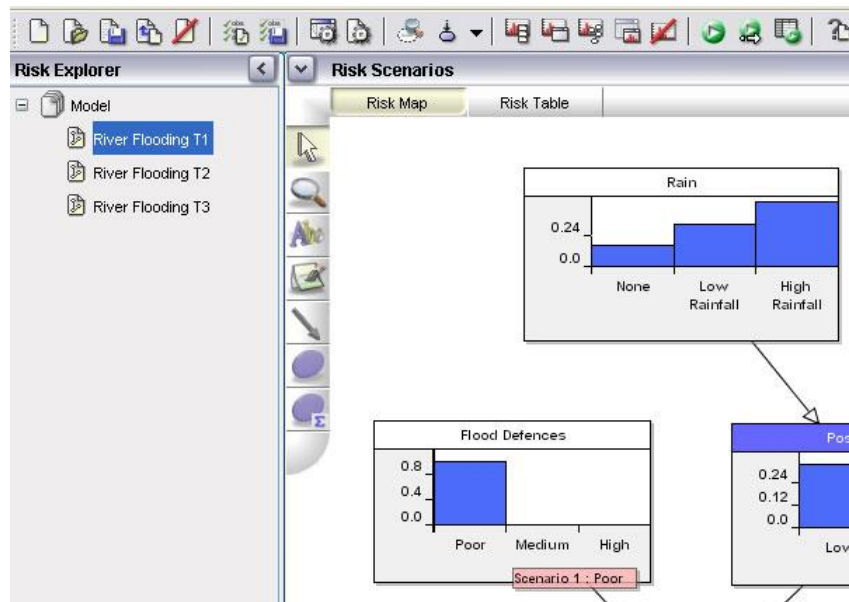 Risk Explorer
Risk Scenarios
Model
River Flooding T1
River Flooding T2
River Flooding T3
Risk Map
Risk Table
Abc
Σ
Rain
0.24
0.0
None
Low
Rainfall
High
Rainfall
Flood Defences
0.8
0.4
0.0
Poor
Medium
High
Scenario 1 : Poor
Pos
0.24
0.12
0.0
Low